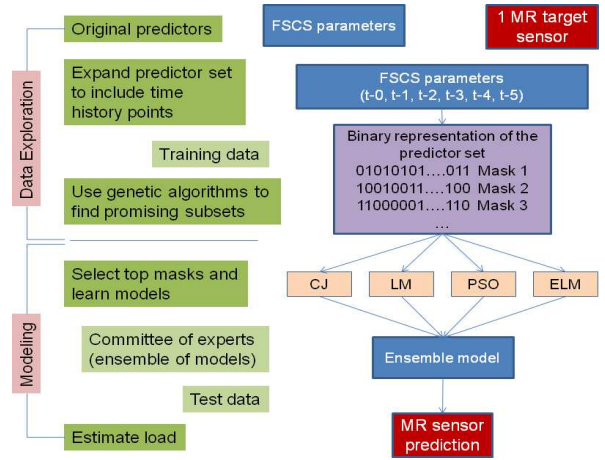 Data Exploration
Original predictors
Expand predictor set
to include time
history points
Training data
Use genetic algorithms to
find promising subsets
Modeling
Select top masks and
learn models
Committee of experts
(ensemble of models)
Test data
Estimate load
FSCS parameters
1 MR target
sensor
FSCS parameters
(t-0, t-1, t-2, t-3, t-4, t-5)
Binary representation of the
predictor set
01010101....011 Mask 1
10010011....100 Mask 2
11000001....110 Mask 3
...
CJ
LM
PSO
ELM
Ensemble model
MR sensor
prediction